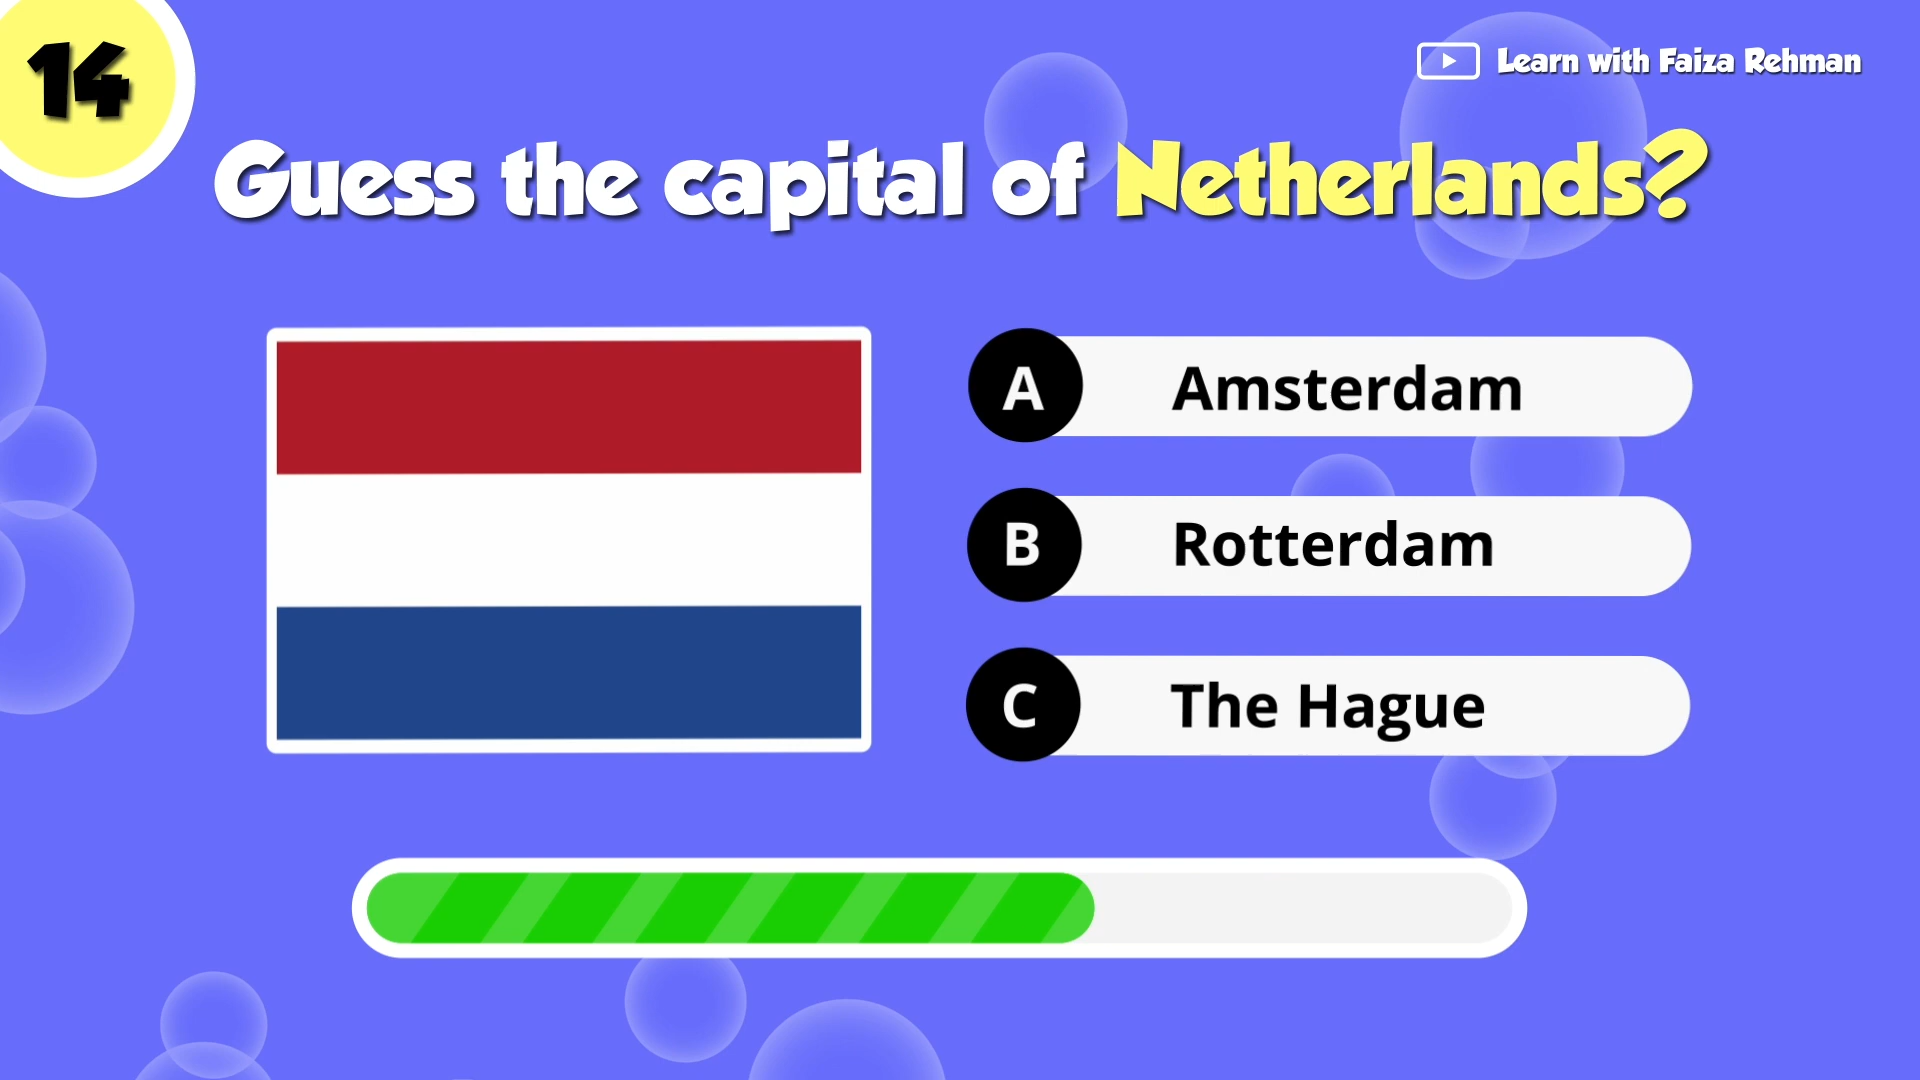 14
Learn with Faiza Rehman
Guess the capital of Netherlands?
A Amsterdam
B Rotterdam
C The Hague